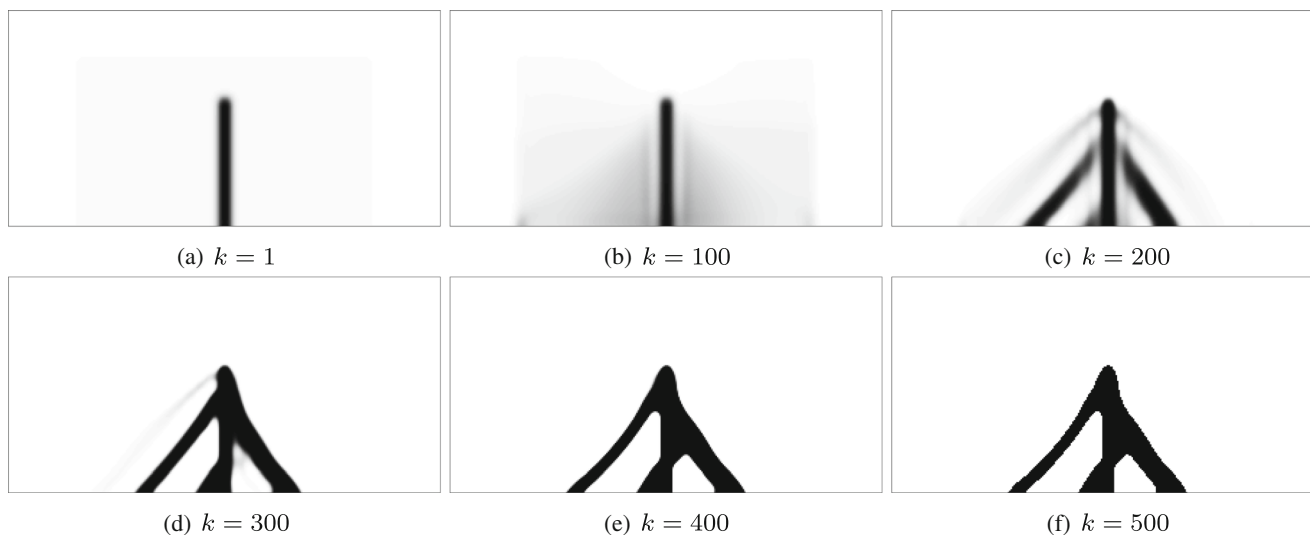 (a) k = 1
(b) k = 100
(c) k = 200
(d) k = 300
(e) k = 400
(f) k = 500